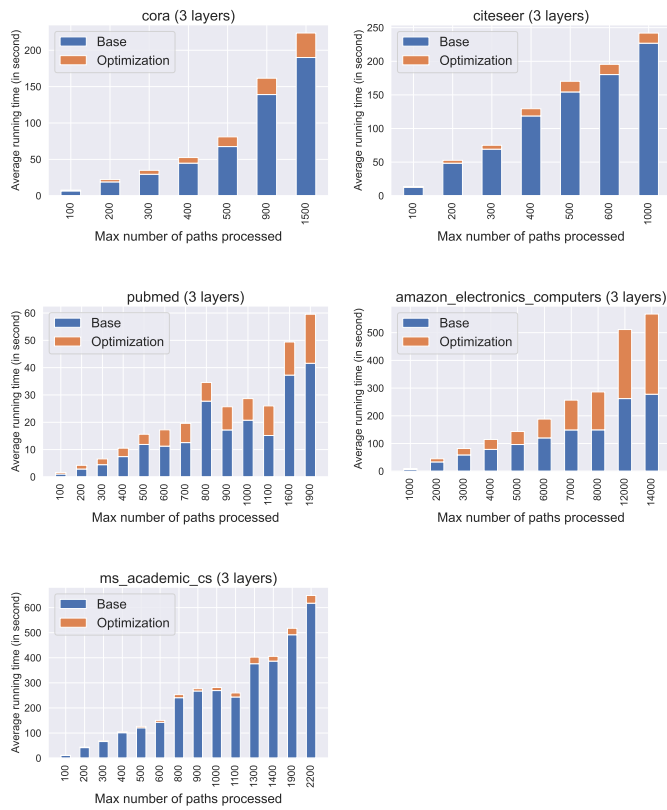 cora (3 layers)
Average running time (in second)
200
150
100
50
0
Base
Optimization
100 200 300 400 500 900 1500
Max number of paths processed
citeseer (3 layers)
Average running time (in second)
250
200
150
100
50
0
Base
Optimization
100 200 300 400 500 600 1000
Max number of paths processed
pubmed (3 layers)
Average running time (in second)
60
50
40
30
20
10
0
Base
Optimization
100 200 300 400 500 600 700 800 900 1000 1100 1600 1900
Max number of paths processed
amazon_electronics_computers (3 layers)
Average running time (in second)
500
400
300
200
100
0
Base
Optimization
1000 2000 3000 4000 5000 6000 7000 8000 12000 14000
Max number of paths processed
ms_academic_cs (3 layers)
Average running time (in second)
600
500
400
300
200
100
0
Base
Optimization
100 200 300 400 500 600 800 900 1000 1100 1300 1400 1900 2200
Max number of paths processed